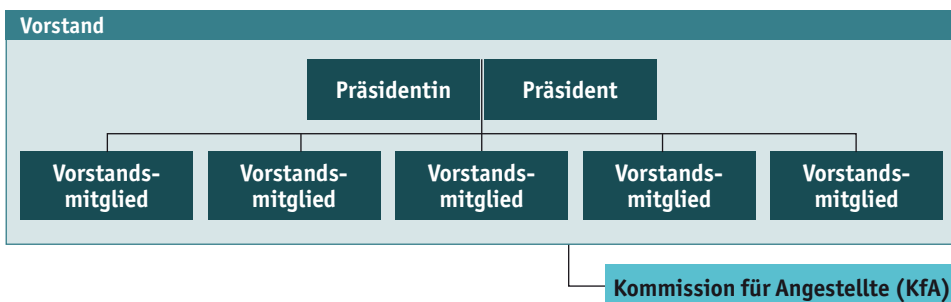 Vorstand
Präsidentin
Präsident
Vorstands-
mitglied
Vorstands-
mitglied
Vorstands-
mitglied
Vorstands-
mitglied
Vorstands-
mitglied
Kommission für Angestellte (KfA)